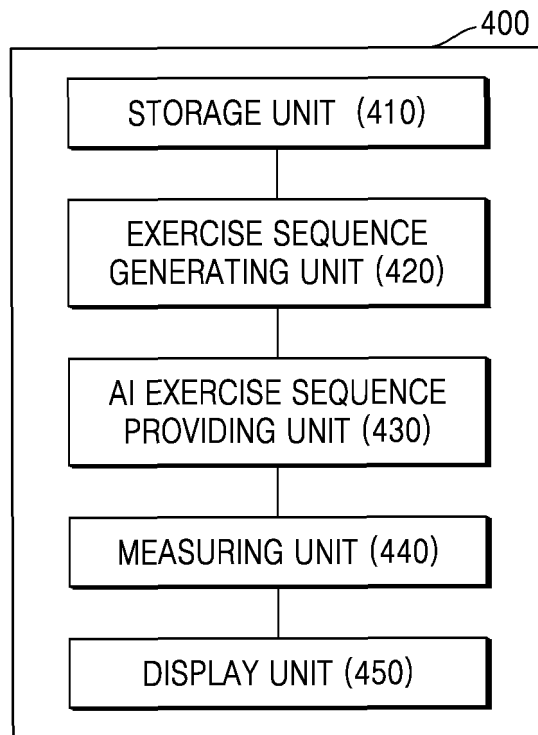 400
STORAGE UNIT (410)
EXERCISE SEQUENCE
GENERATING UNIT (420)
AI EXERCISE SEQUENCE
PROVIDING UNIT (430)
MEASURING UNIT (440)
DISPLAY UNIT (450)